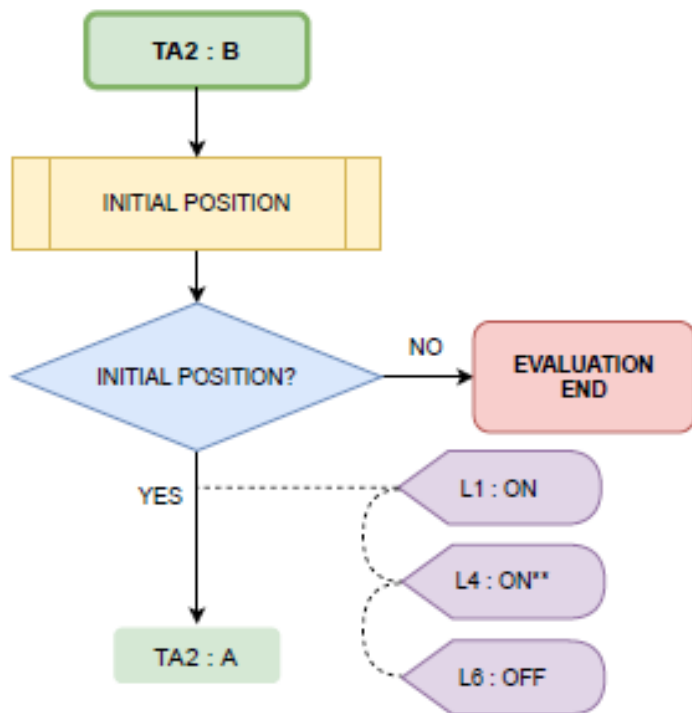 TA2 : B
INITIAL POSITION
INITIAL POSITION?
NO
EVALUATION
END
YES
L1 : ON
L4 : ON**
TA2 : A
L6 : OFF